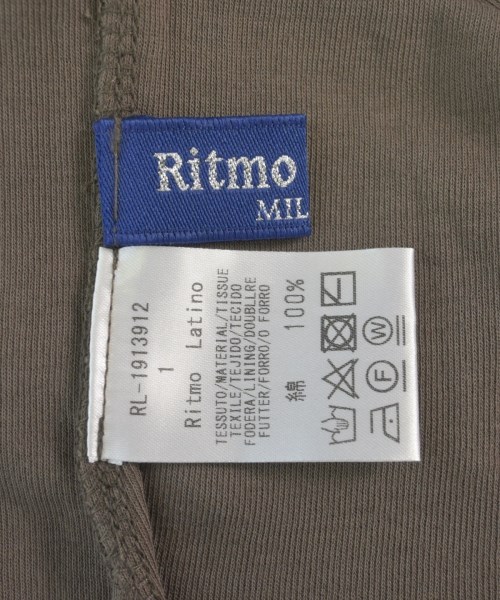 Ritmo
MIL
RL-1913912
1
Ritmo Latino
TESSUTO/MATERIAL/TISSUE
TEXILE/TEJIDO/TECIDO
FODERA/LINING/DOUBLLRE
FUTTER/FORRO/O FORRO
綿 100%
F W